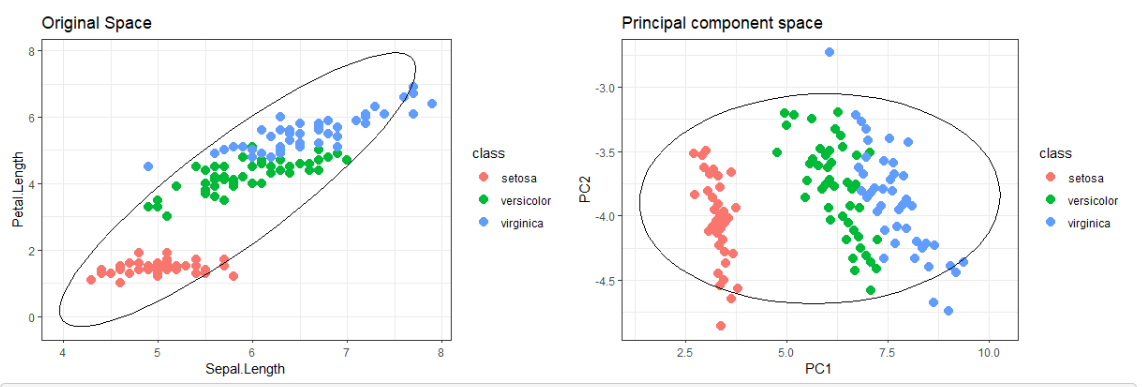 Original Space
Petal.Length
8
6
4
2
0
4
5
6
7
8
Sepal.Length
class
setosa
versicolor
virginica
Principal component space
PC2
-3.0
-3.5
-4.0
-4.5
2.5
5.0
7.5
10.0
PC1
class
setosa
versicolor
virginica